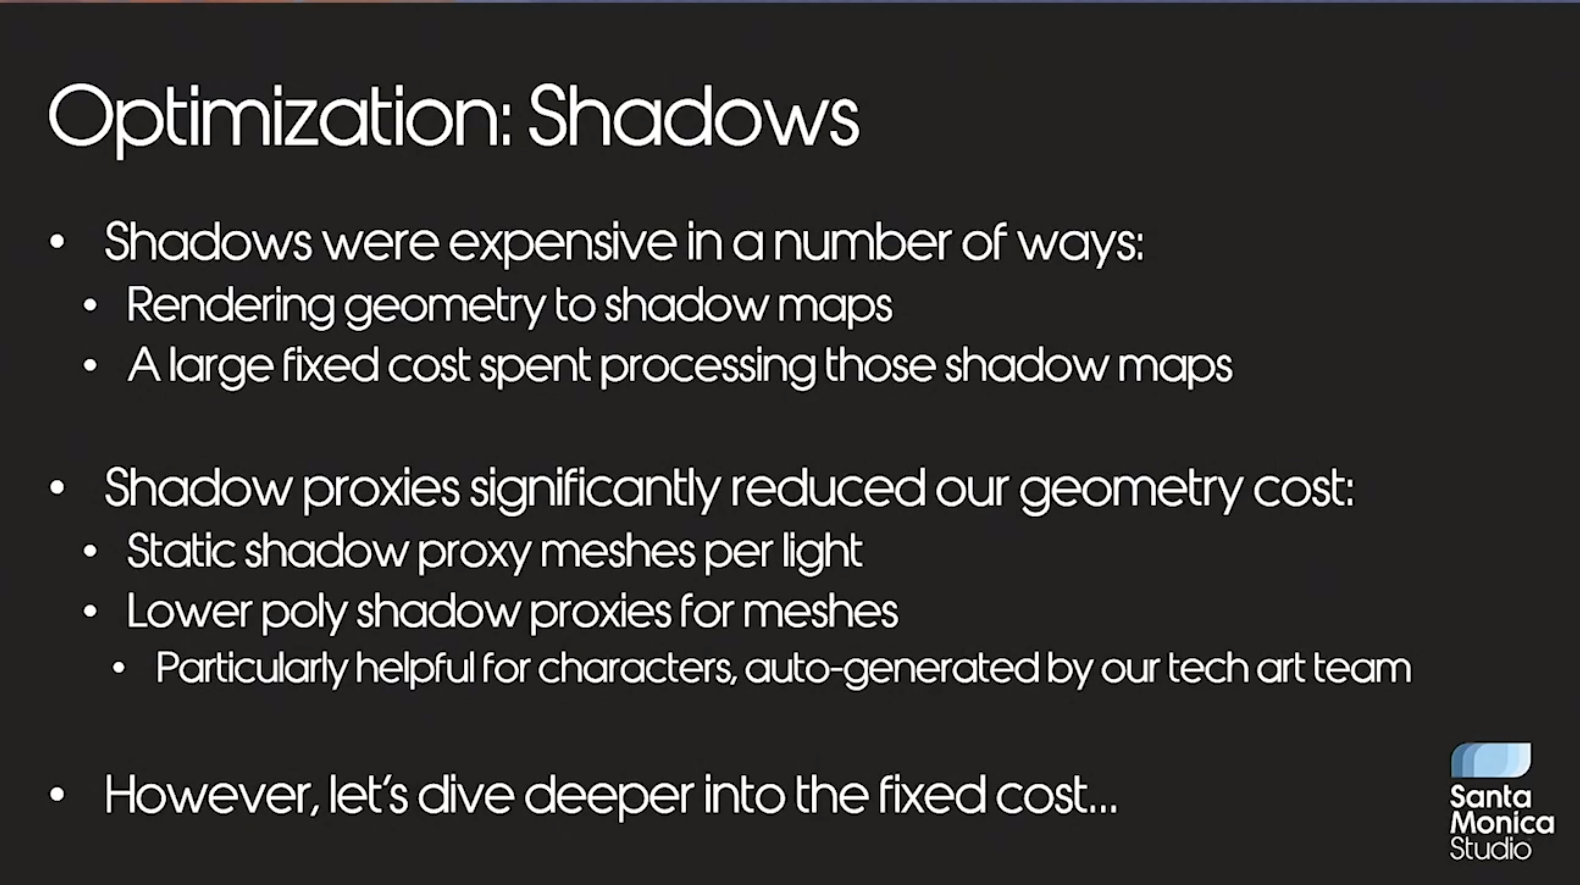 Optimization: Shadows
• Shadows were expensive in a number of ways:
• Rendering geometry to shadow maps
• A large fixed cost spent processing those shadow maps
• Shadow proxies significantly reduced our geometry cost:
• Static shadow proxy meshes per light
• Lower poly shadow proxies for meshes
• Particularly helpful for characters, auto-generated by our tech art team
• However, let's dive deeper into the fixed cost...
Santa
Monica
Studio